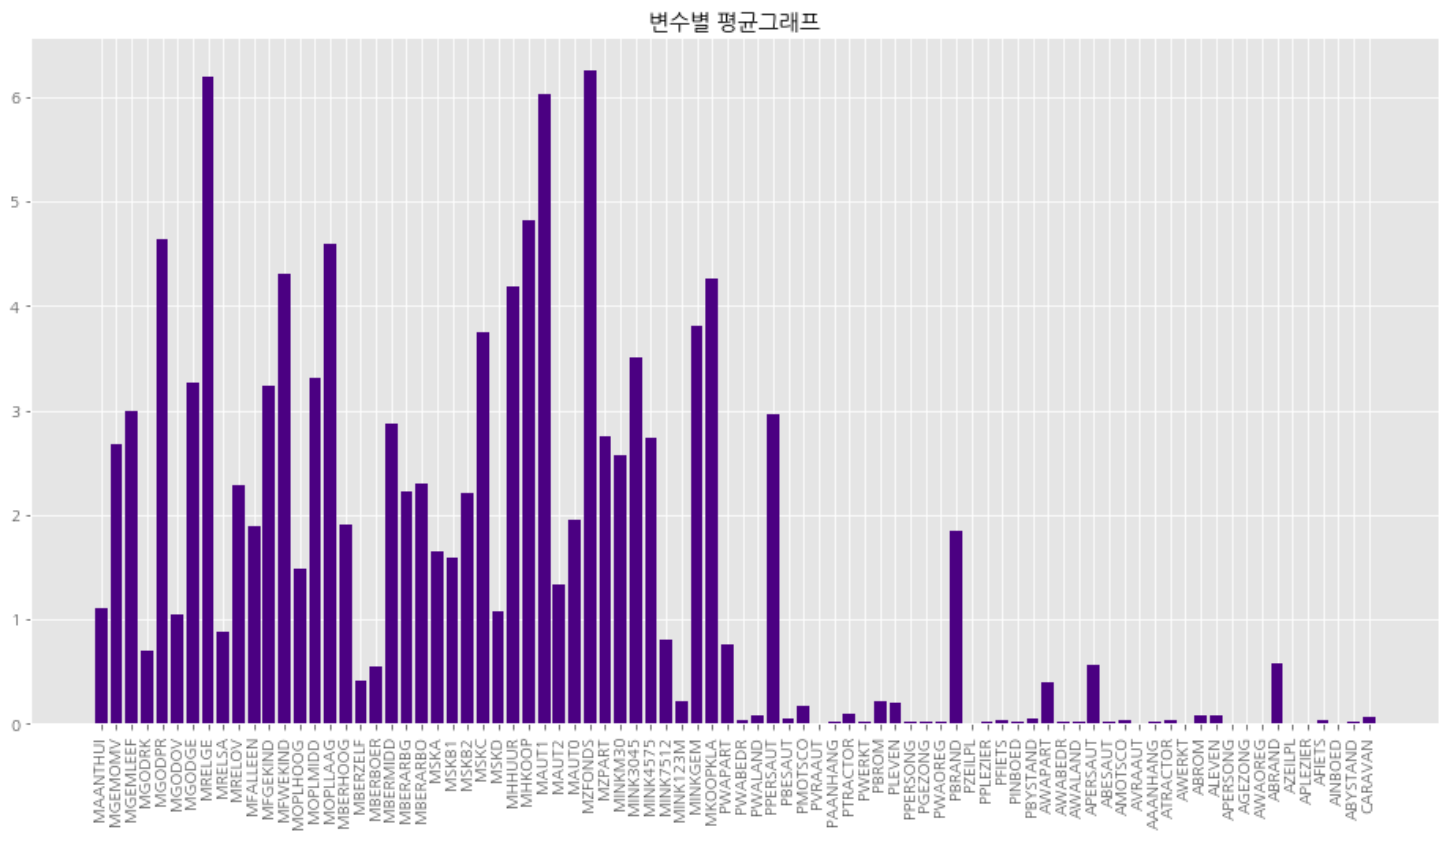 변수별 평균그래프
6
5
4
3
2
1
0
MAANTHUI
MGEMOMV
MGEMLEEF
MGODRK
MGODPR
MGODOV
MGODGE
MRELGE
MRELSA
MRELOV
MFALLEEN
MFGEKIND
MFWEKIND
MOPLHOOG
MOPLMIDD
MOPLLAAG
MBERHOOG
MBERZELF
MBERBOER
MBERMIDD
MBERARBG
MBERARBO
MSKA
MSKB1
MSKB2
MSKC
MSKD
MHHUUR
MHKOOP
MAUT1
MAUT2
MAUT0
MZFONDS
MZPART
MINKM30
MINK3045
MINK4575
MINK7512
MINK123M
MINKGEM
MKOOPKLA
PWAPART
PWABEDR
PWALAND
PPERSAUT
PBESAUT
PMOTSCO
PVRAAUT
PAANHANG
PTRACTOR
PWERKT
PBROM
PLEVEN
PPERSONG
PGEZONG
PWAOREG
PBRAND
PZEILPL
PPLEZIER
PFIETS
PINBOED
PBYSTAND
AWAPART
AWABEDR
AWALAND
APERSAUT
ABESAUT
AMOTSCO
AVRAAUT
AAANHANG
ATRACTOR
AWERKT
ABROM
ALEVEN
APERSONG
AGEZONG
AWAOREG
ABRAND
AZEILPL
APLEZIER
AFIETS
AINBOED
ABYSTAND
CARAVAN